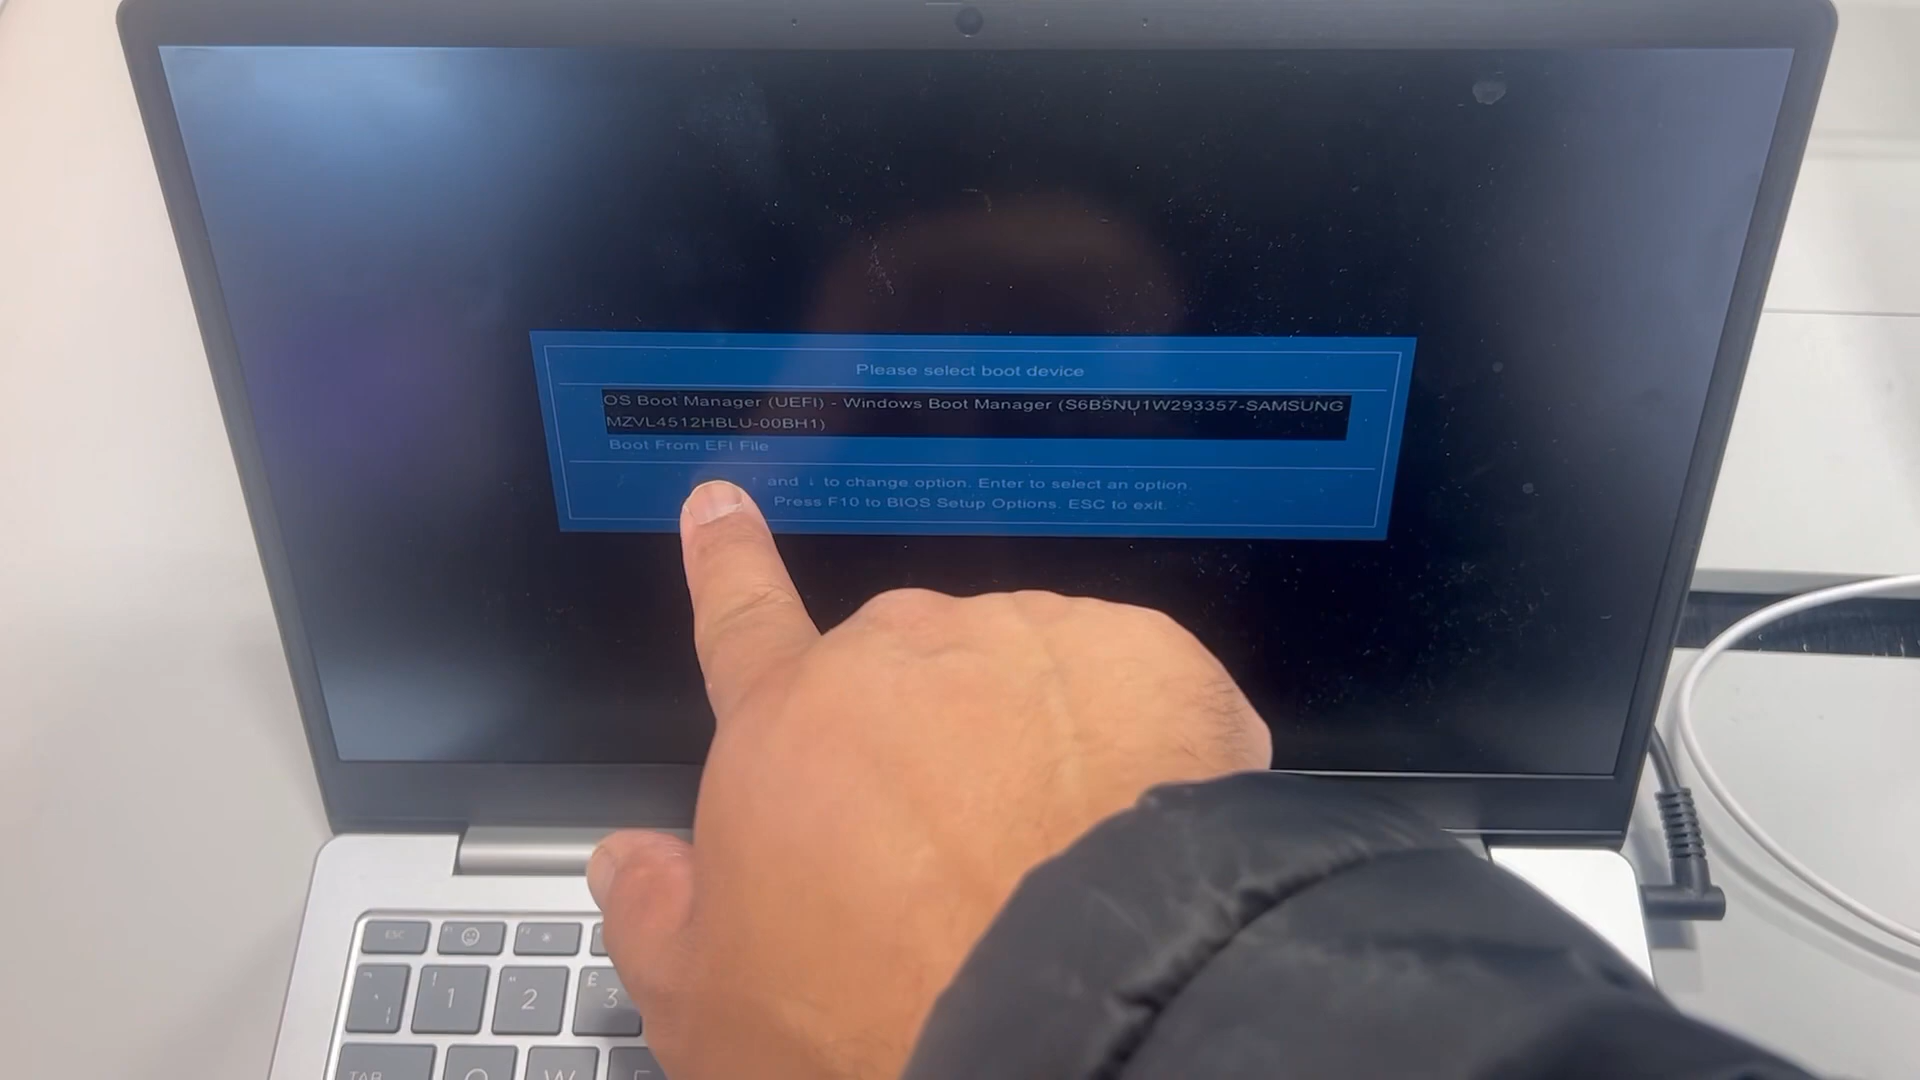 Please select boot device
OS Boot Manager (UEFI) - Windows Boot Manager (S6B5NU1W293357-SAMSUNG
MZVL4512HBLU-00BH1)
Boot From EFI File
↑ and ↓ to change option. Enter to select an option
Press F10 to BIOS Setup Options. ESC to exit.
ESC F1 F2
¬ ` ¦ ! 1 " 2 £ 3
TAB Q W E